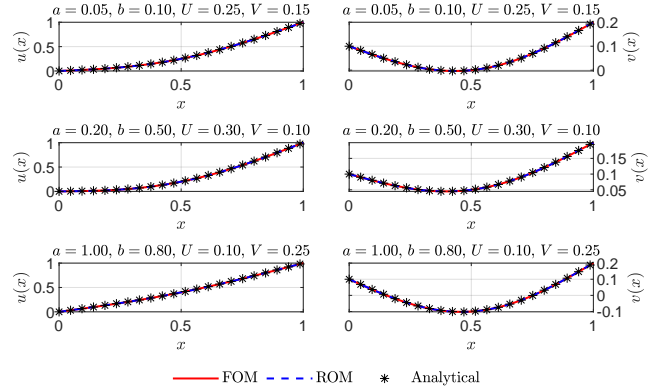 a = 0.05, b = 0.10, U = 0.25, V = 0.15
1
0.5
0
u(x)
0
0.5
1
x
a = 0.05, b = 0.10, U = 0.25, V = 0.15
0.2
0.1
0
v(x)
0
0.5
1
x
a = 0.20, b = 0.50, U = 0.30, V = 0.10
1
0.5
0
u(x)
0
0.5
1
x
a = 0.20, b = 0.50, U = 0.30, V = 0.10
0.15
0.1
0.05
v(x)
0
0.5
1
x
a = 1.00, b = 0.80, U = 0.10, V = 0.25
1
0.5
0
u(x)
0
0.5
1
x
a = 1.00, b = 0.80, U = 0.10, V = 0.25
0.2
0.1
0
-0.1
v(x)
0
0.5
1
x
FOM ROM Analytical